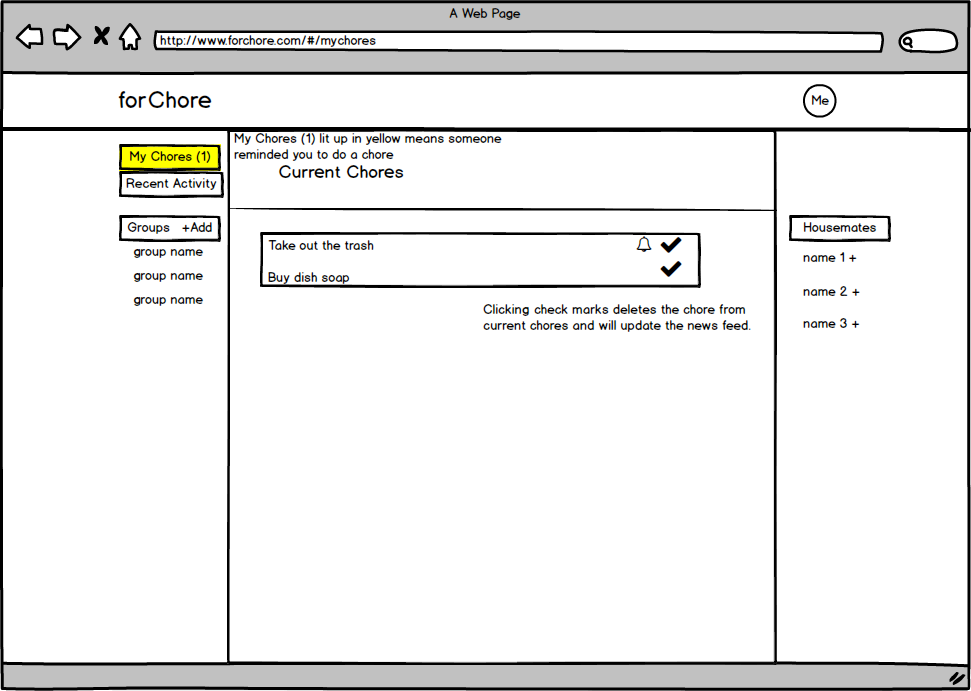 A Web Page
http://www.forchore.com/#/mychores
forChore
Me
My Chores (1)
Recent Activity
Groups +Add
group name
group name
group name
My Chores (1) lit up in yellow means someone
reminded you to do a chore
Current Chores
Take out the trash
Buy dish soap
Clicking check marks deletes the chore from
current chores and will update the news feed.
Housemates
name 1 +
name 2 +
name 3 +